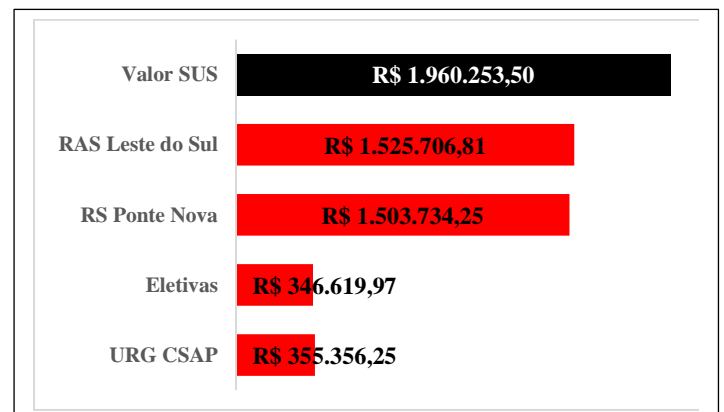 Valor SUS R$ 1.960.253,50
RAS Leste do Sul R$ 1.525.706,81
RS Ponte Nova R$ 1.503.734,25
Eletivas R$ 346.619,97
URG CSAP R$ 355.356,25